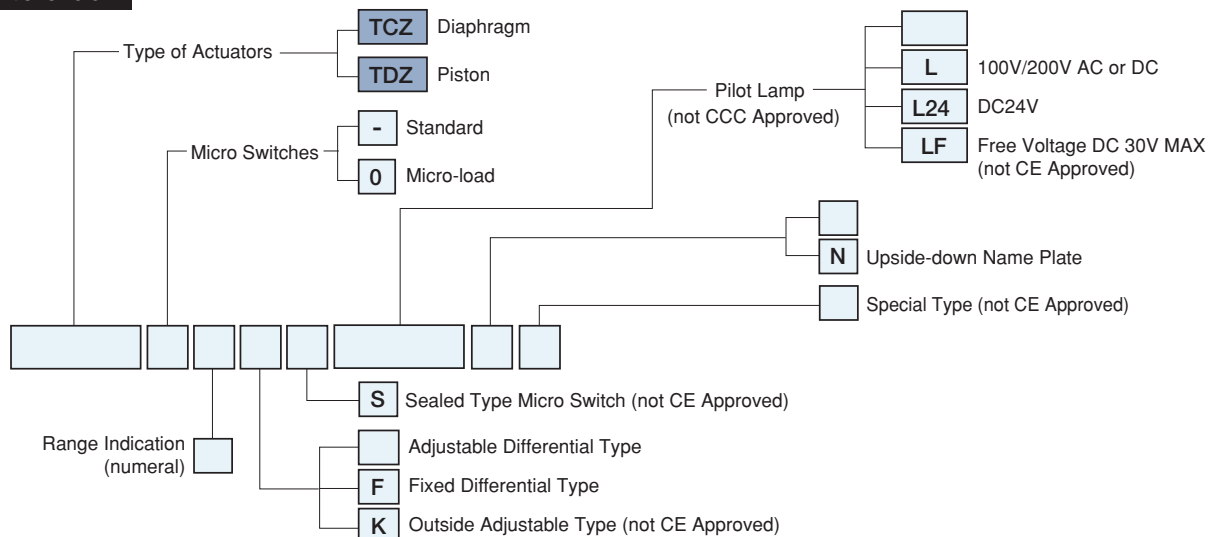 TCZ Diaphragm
Type of Actuators
TDZ Piston
L 100V/200V AC or DC
Pilot Lamp
(not CCC Approved)
L24 DC24V
LF Free Voltage DC 30V MAX
(not CE Approved)
- Standard
Micro Switches
0 Micro-load
N Upside-down Name Plate
Special Type (not CE Approved)
S Sealed Type Micro Switch (not CE Approved)
Range Indication
(numeral)
Adjustable Differential Type
F Fixed Differential Type
K Outside Adjustable Type (not CE Approved)